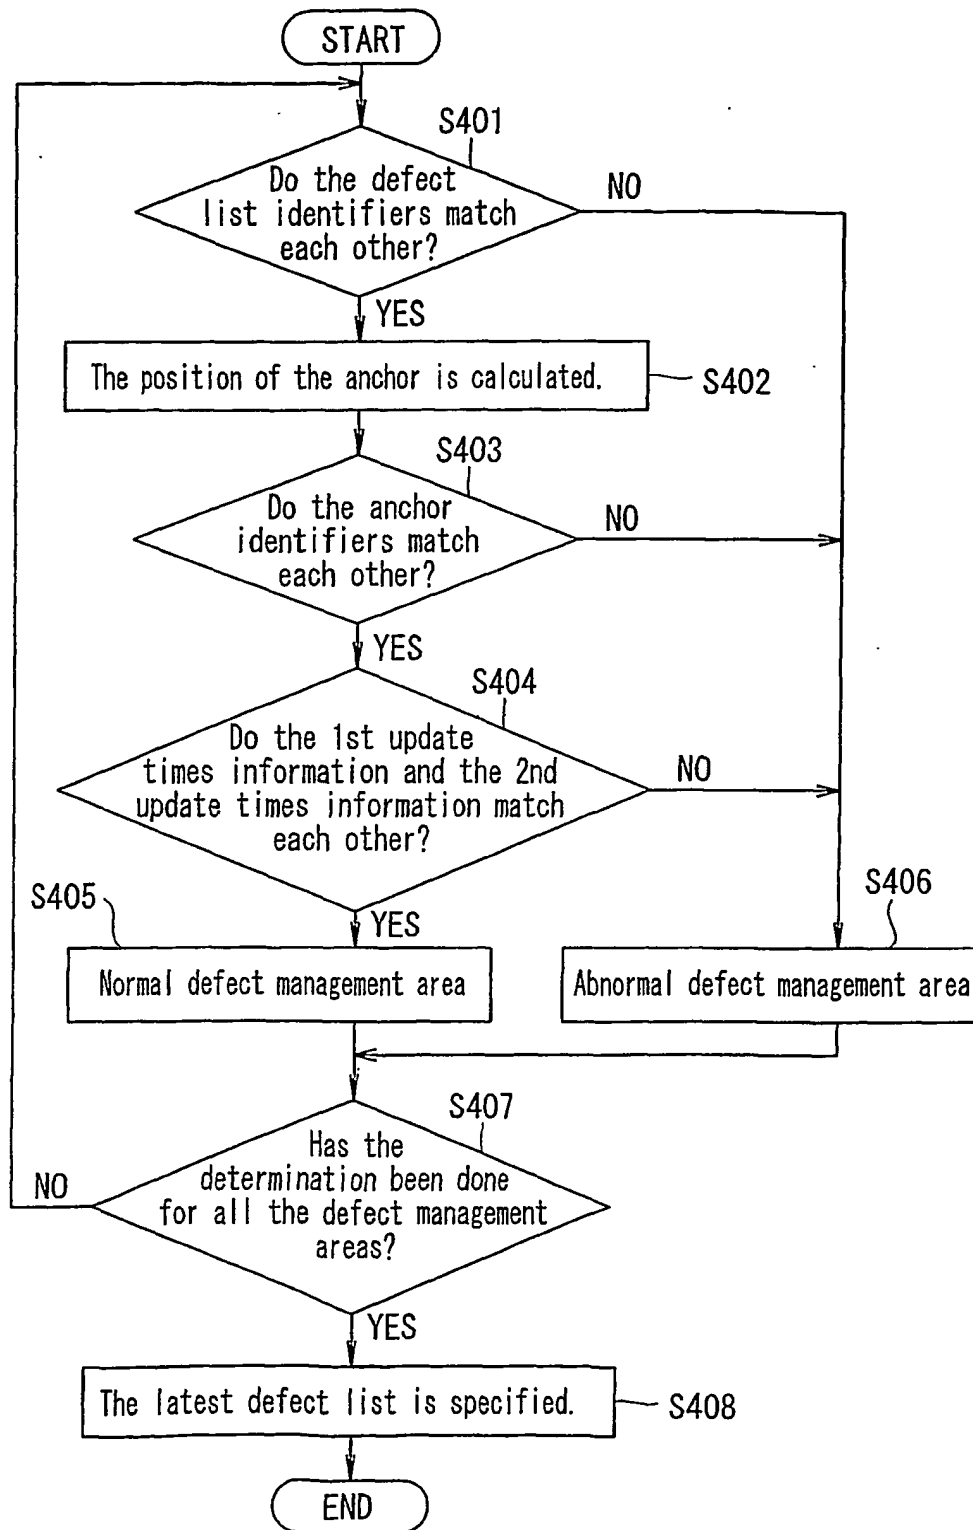 START
S401
Do the defect
list identifiers match
each other?
NO
YES
The position of the anchor is calculated.
S402
S403
Do the anchor
identifiers match
each other?
NO
YES
S404
Do the 1st update
times information and the 2nd
update times information match
each other?
NO
S405
YES
S406
Normal defect management area
Abnormal defect management area
S407
Has the
determination been done
for all the defect management
areas?
NO
YES
The latest defect list is specified.
S408
END